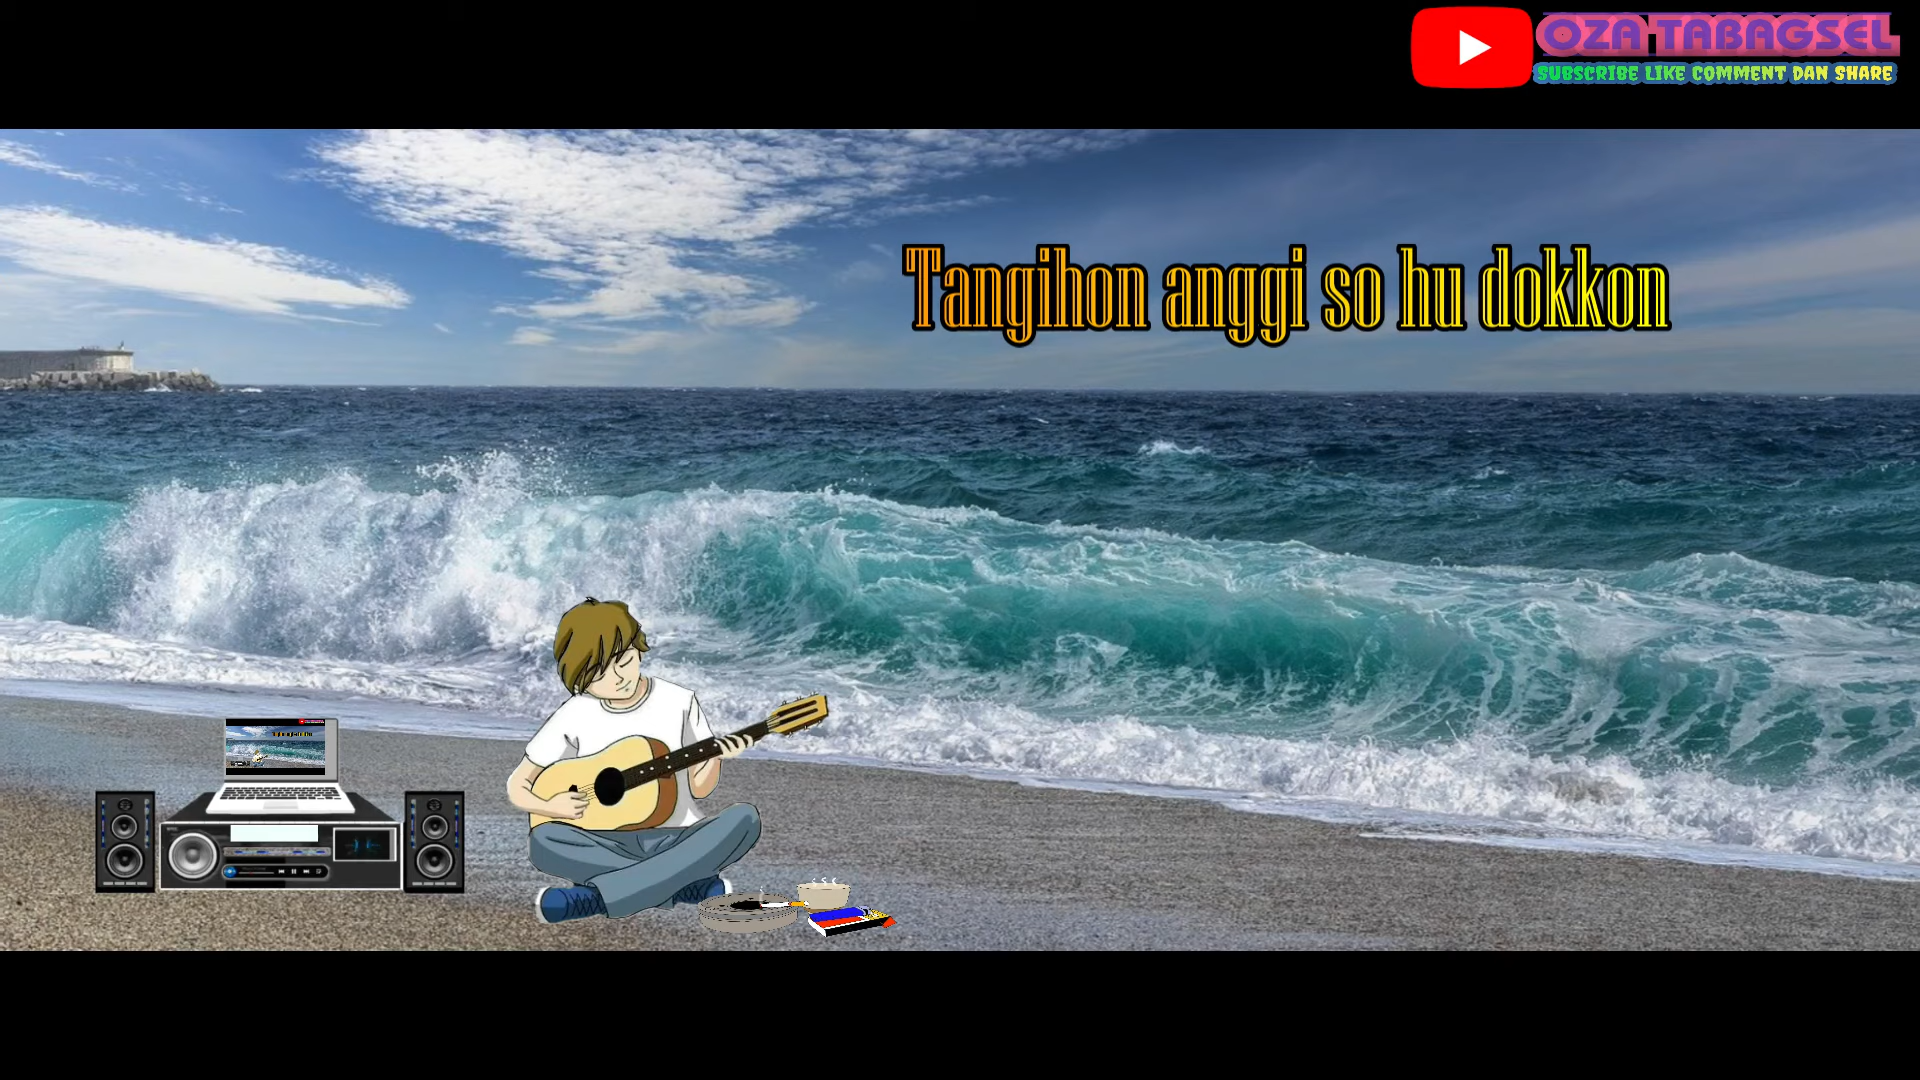 OZA TABAGSEL
SUBSCRIBE LIKE COMMENT DAN SHARE
Tangihon anggi so hu dokkon